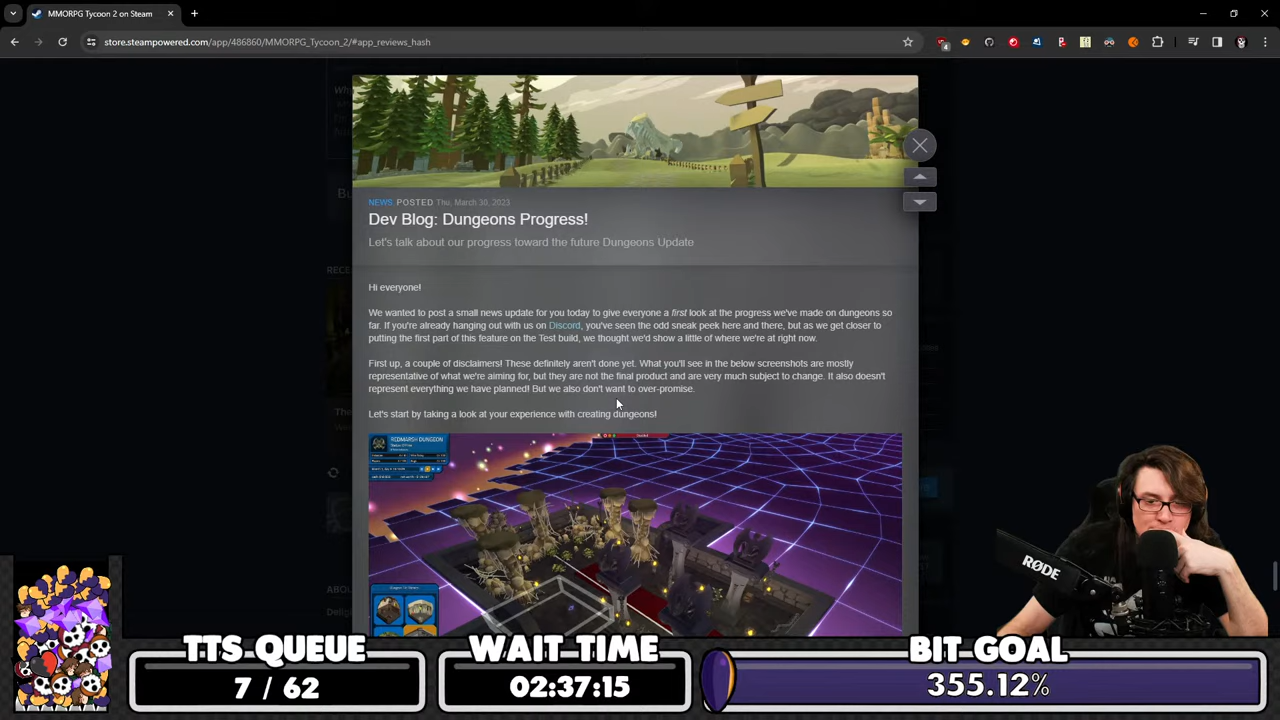 MMORPG Tycoon 2 on Steam
store.steampowered.com/app/486860/MMORPG_Tycoon_2/#app_reviews_hash
4
NEWS POSTED Thu, March 30, 2023
Dev Blog: Dungeons Progress!
Let's talk about our progress toward the future Dungeons Update
Hi everyone!
We wanted to post a small news update for you today to give everyone a first look at the progress we've made on dungeons so
far. If you're already hanging out with us on Discord, you've seen the odd sneak peek here and there, but as we get closer to
putting the first part of this feature on the Test build, we thought we'd show a little of where we're at right now.
First up, a couple of disclaimers! These definitely aren't done yet. What you'll see in the below screenshots are mostly
representative of what we're aiming for, but they are not the final product and are very much subject to change. It also doesn't
represent everything we have planned! But we also don't want to over-promise.
Let's start by taking a look at your experience with creating dungeons!
REDMARSH DUNGEON
RØDE
TTS QUEUE
7 / 62
WAIT TIME
02:37:15
BIT GOAL
355.12%